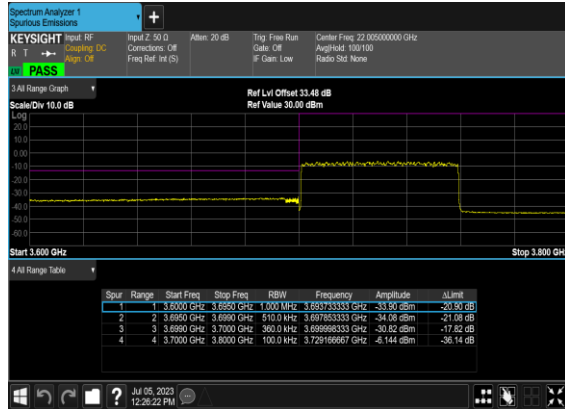 Spectrum Analyzer 1
Spurious Emissions
+
KEYSIGHT Input: RF Input Z: 50 Ω Atten: 20 dB Trig: Free Run Center Freq: 22.005000000 GHz
R T Coupling: DC Corrections: Off Gate: Off Avg|Hold: 100/100
Align: Off Freq Ref: Int (S) IF Gain: Low Radio Std: None
PASS
3 All Range Graph
Ref Lvl Offset 33.48 dB
Scale/Div 10.0 dB Ref Value 30.00 dBm
Log
20.0
10.0
0.00
-10.0
-20.0
-30.0
-40.0
-50.0
-60.0
Start 3.600 GHz Stop 3.800 GHz
4 All Range Table
Spur Range Start Freq Stop Freq RBW Frequency Amplitude ΔLimit
1 1 3.6000 GHz 3.6950 GHz 1.000 MHz 3.693733333 GHz -33.90 dBm -20.90 dB
2 2 3.6950 GHz 3.6990 GHz 510.0 kHz 3.697853333 GHz -34.08 dBm -21.08 dB
3 3 3.6990 GHz 3.7000 GHz 360.0 kHz 3.699998333 GHz -30.82 dBm -17.82 dB
4 4 3.7000 GHz 3.8000 GHz 100.0 kHz 3.729166667 GHz -6.144 dBm -36.14 dB
? Jul 05, 2023
12:26:22 PM